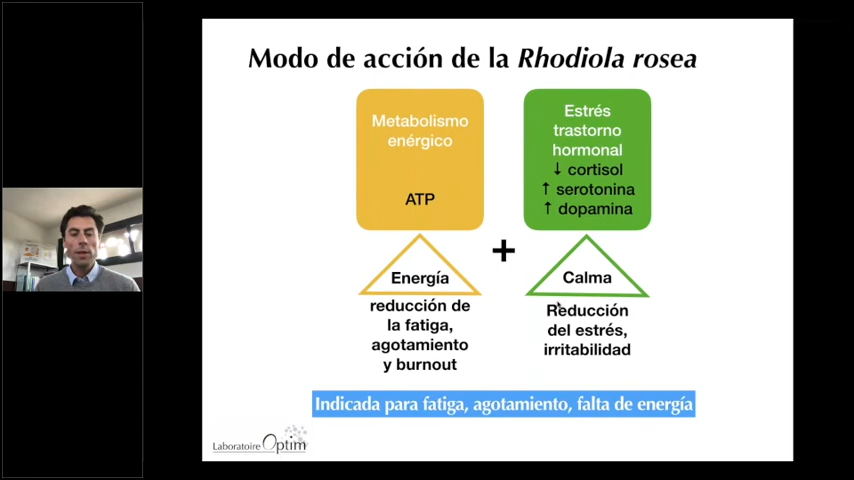 Modo de acción de la Rhodiola rosea
Metabolismo
enérgico
ATP
Energía
reducción de
la fatiga,
agotamiento
y burnout
+
Estrés
trastorno
hormonal
↓ cortisol
↑ serotonina
↑ dopamina
Calma
Reducción
del estrés,
irritabilidad
Indicada para fatiga, agotamiento, falta de energía
Laboratoire Optim